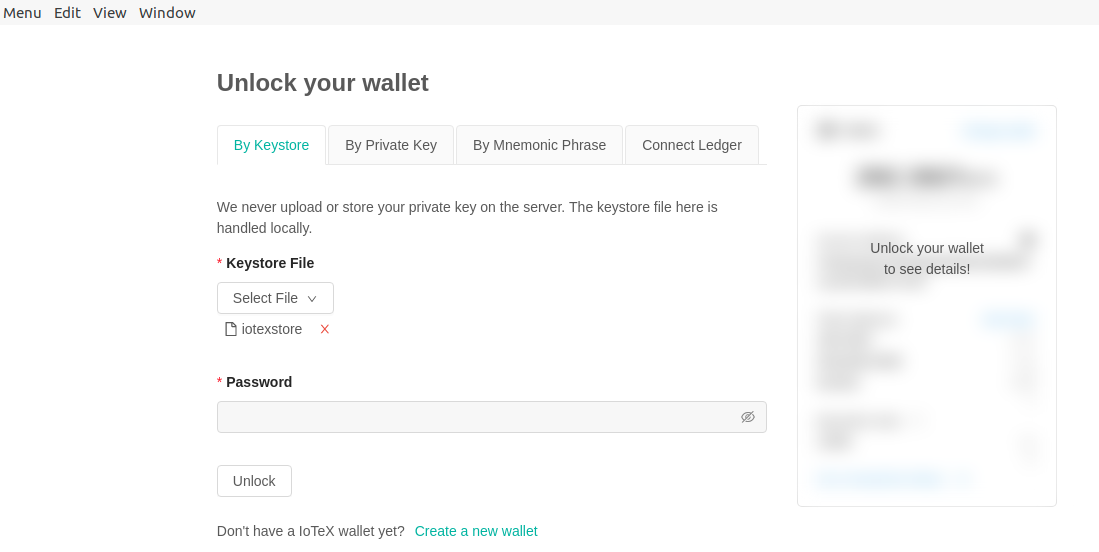 Menu Edit View Window
Unlock your wallet
By Keystore By Private Key By Mnemonic Phrase Connect Ledger
We never upload or store your private key on the server. The keystore file here is
handled locally.
* Keystore File
Select File
iotexstore
* Password
Unlock
Don't have a IoTeX wallet yet? Create a new wallet
Unlock your wallet
to see details!